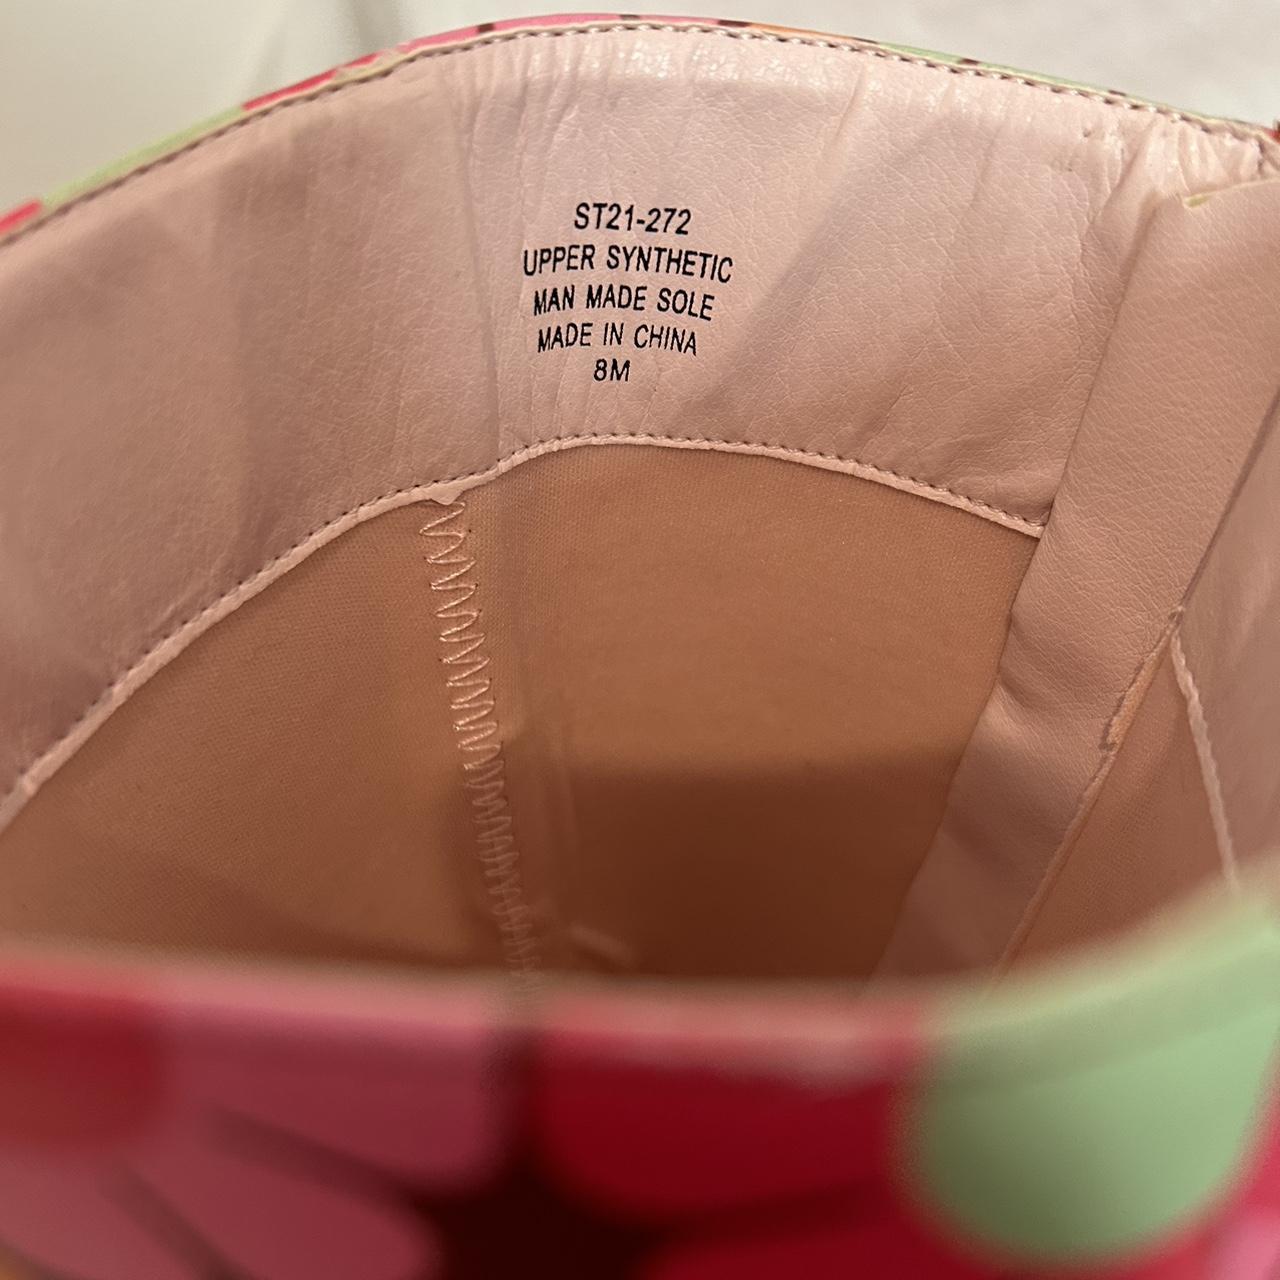 ST21-272
UPPER SYNTHETIC
MAN MADE SOLE
MADE IN CHINA
8M